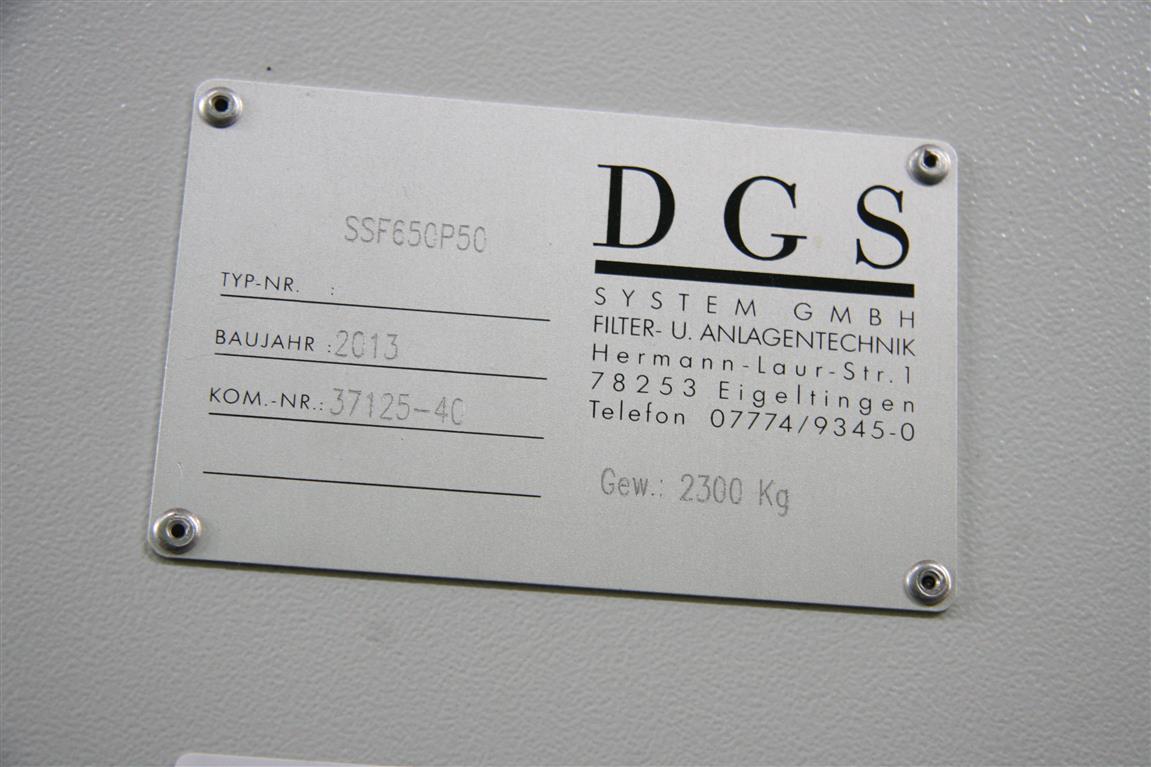 SSF650P50
TYP-NR. :
BAUJAHR : 2013
KOM.-NR.: 37125-40
DGS
SYSTEM GMBH
FILTER- U. ANLAGENTECHNIK
Hermann-Laur-Str. 1
78253 Eigeltingen
Telefon 07774/9345-0
Gew.: 2300 Kg